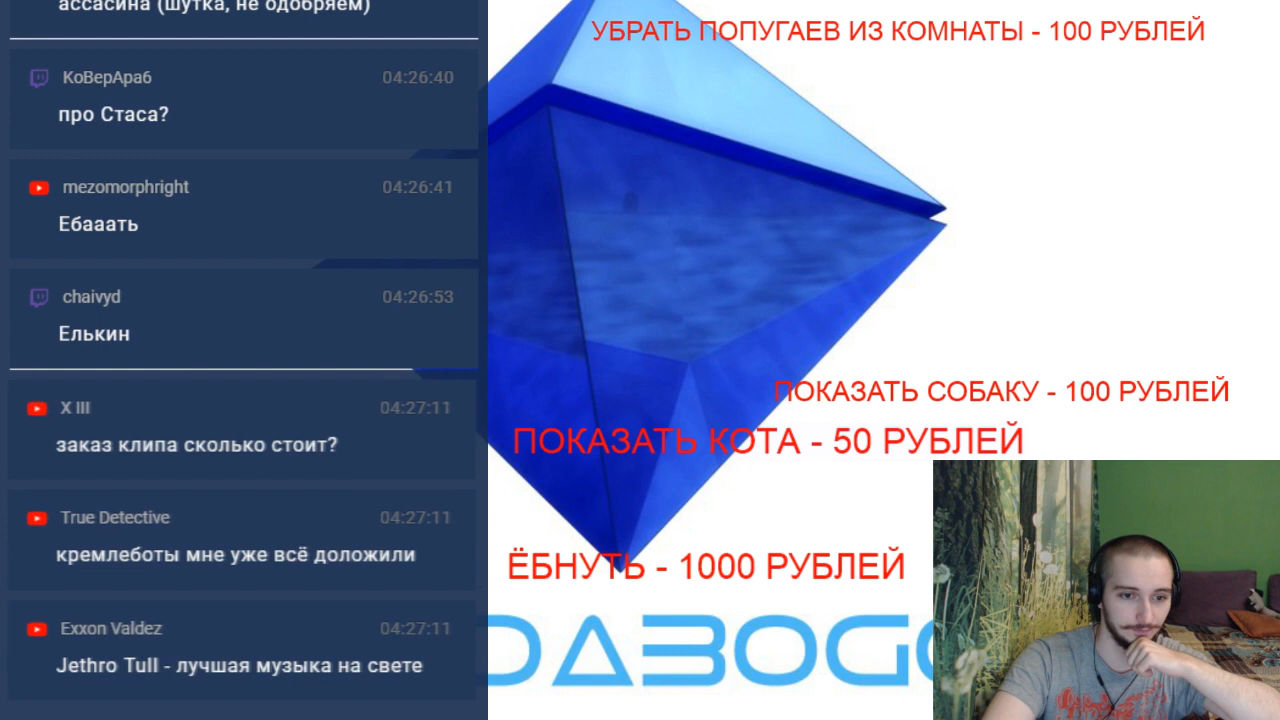 ассасина (шутка, не одобряем)
KoBepApa6 04:26:40
про Стаса?
mezomorphright 04:26:41
Ебааать
chaivyd 04:26:53
Елькин
X III 04:27:11
заказ клипа сколько стоит?
True Detective 04:27:11
кремлеботы мне уже всё доложили
Exxon Valdez 04:27:11
Jethro Tull - лучшая музыка на свете
УБРАТЬ ПОПУГАЕВ ИЗ КОМНАТЫ - 100 РУБЛЕЙ
ПОКАЗАТЬ СОБАКУ - 100 РУБЛЕЙ
ПОКАЗАТЬ КОТА - 50 РУБЛЕЙ
ЁБНУТЬ - 1000 РУБЛЕЙ